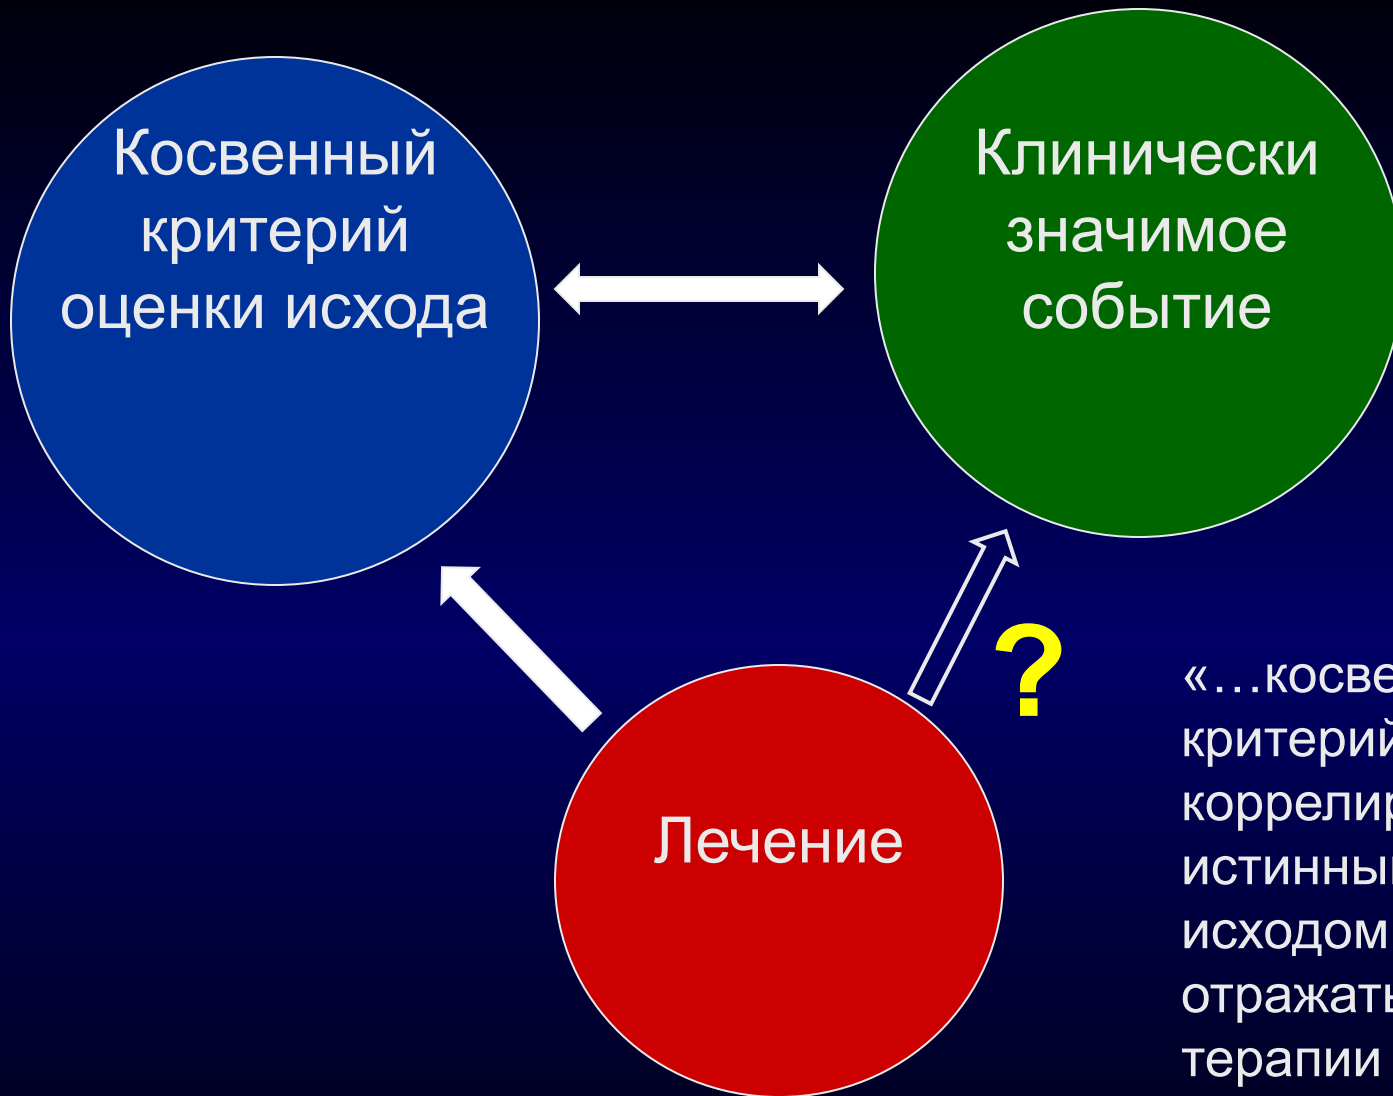 Косвенный
критерий
оценки исхода
Клинически
значимое
событие
?
Лечение
«…косве
критерий
коррелир
истинны
исходом
отражать
терапии